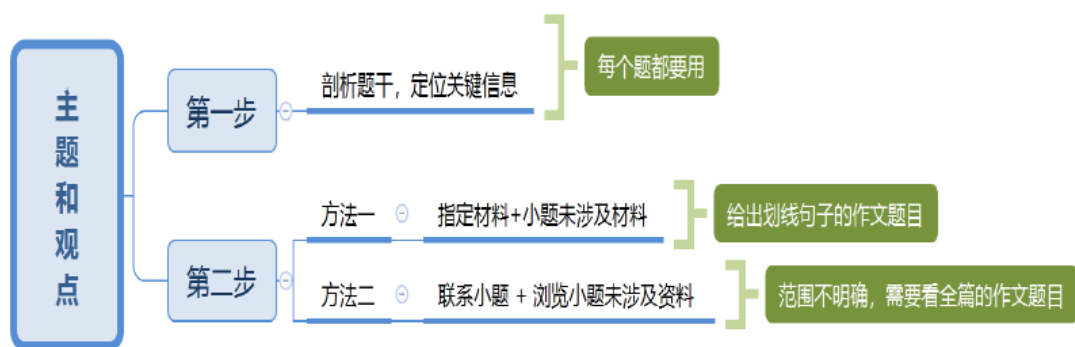 主题和观点
第一步
剖析题干，定位关键信息
每个题都要用
第二步
方法一
指定材料+小题未涉及材料
给出划线句子的作文题目
方法二
联系小题 + 浏览小题未涉及资料
范围不明确，需要看全篇的作文题目